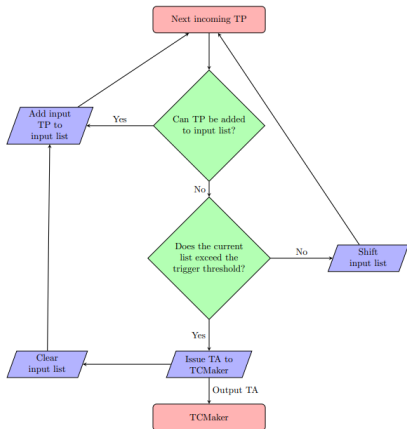 Next incoming TP
Can TP be added
to input list?
Yes
Add input
TP to
input list
No
Does the current
list exceed the
trigger threshold?
No
Shift
input list
Yes
Issue TA to
TCMaker
Clear
input list
Output TA
TCMaker